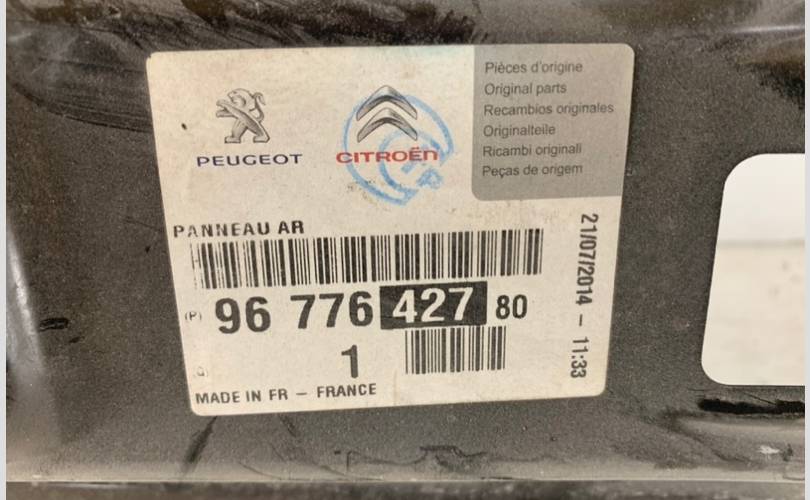 PEUGEOT
CITROËN
Pièces d'origine
Original parts
Recambios originales
Originalteile
Ricambi originali
Peças de origem
PANNEAU AR
(P) 96 776 427 80
1
MADE IN FR – FRANCE
21/07/2014 – 11:33